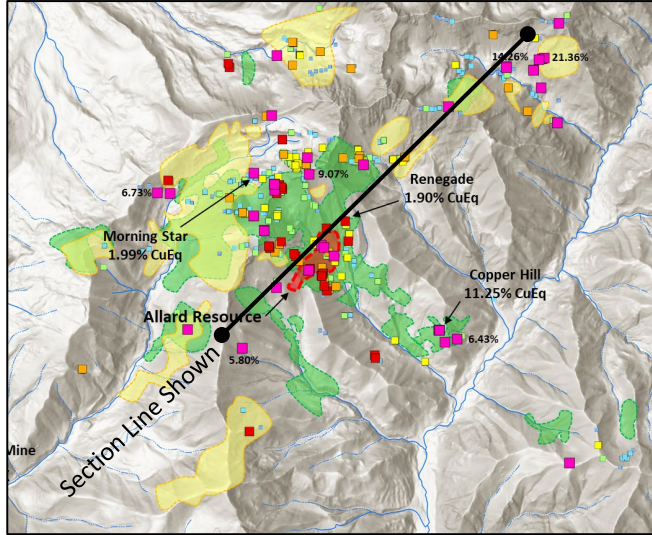 14.26%
21.36%
9.07%
Renegade
1.90% CuEq
6.73%
Morning Star
1.99% CuEq
Copper Hill
11.25% CuEq
Allard Resource
6.43%
5.80%
Section Line Shown
Mine